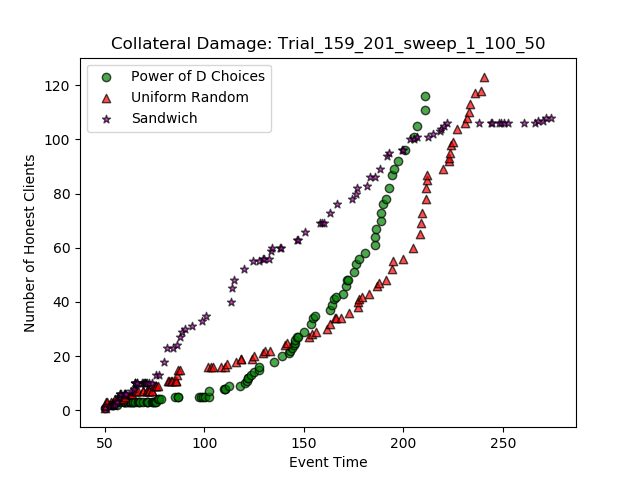 Collateral Damage: Trial_159_201_sweep_1_100_50
Power of D Choices
Uniform Random
Sandwich
Number of Honest Clients
120
100
80
60
40
20
0
50 100 150 200 250
Event Time